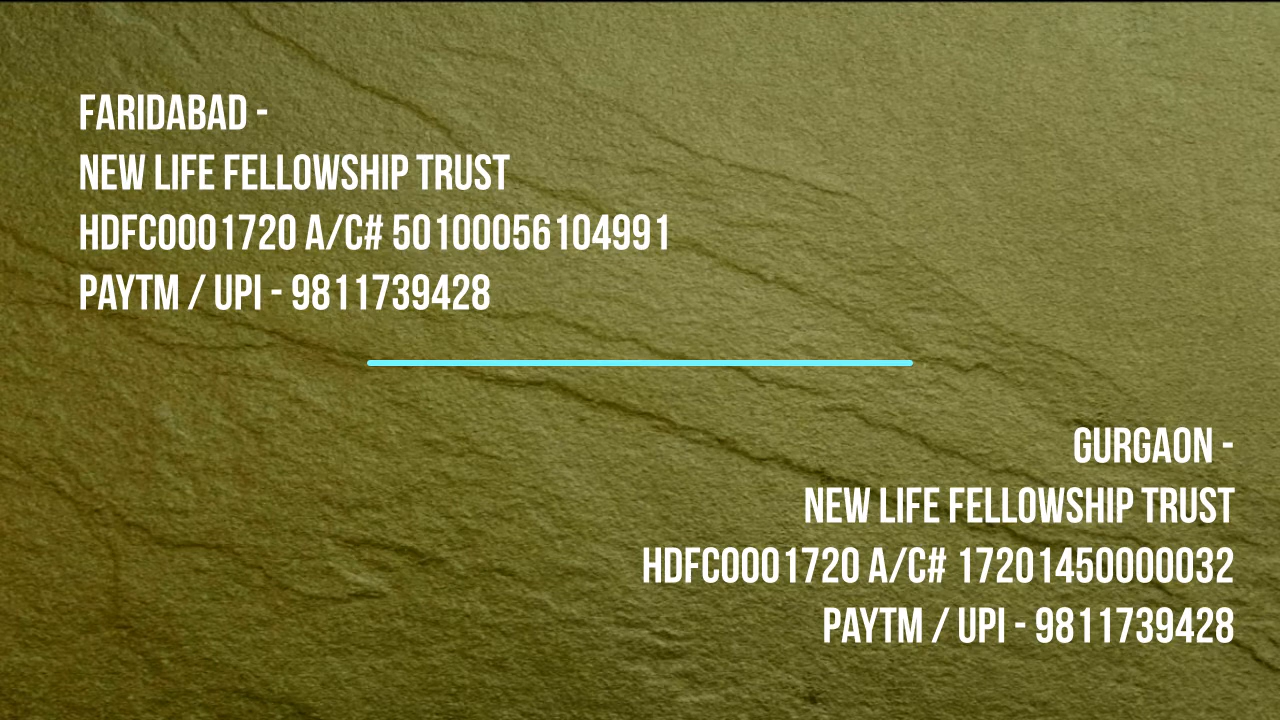 FARIDABAD -
NEW LIFE FELLOWSHIP TRUST
HDFC0001720 A/C# 50100056104991
PAYTM / UPI - 9811739428
GURGAON -
NEW LIFE FELLOWSHIP TRUST
HDFC0001720 A/C# 17201450000032
PAYTM / UPI - 9811739428